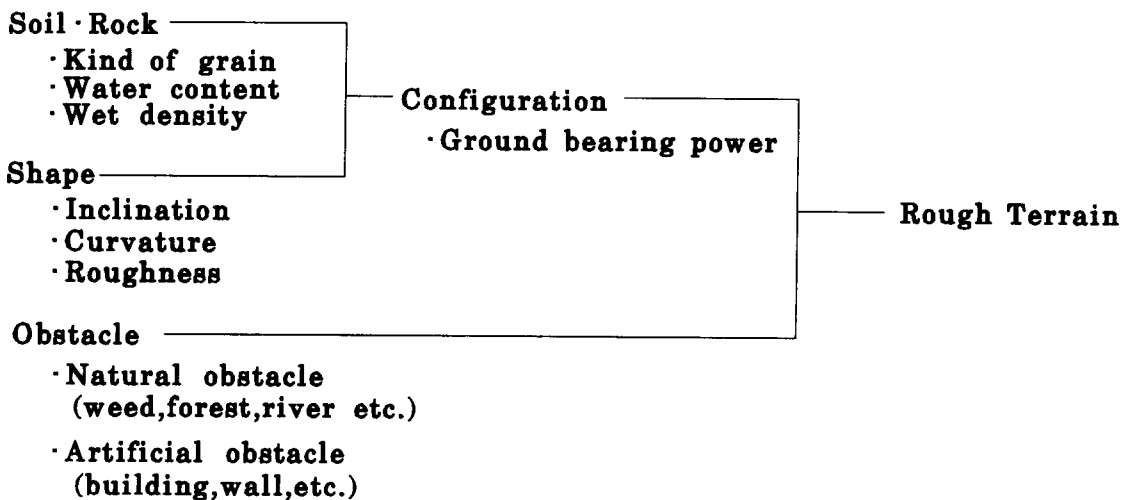 Soil・Rock
・Kind of grain
・Water content
・Wet density
Configuration
・Ground bearing power
Shape
・Inclination
・Curvature
・Roughness
Rough Terrain
Obstacle
・Natural obstacle
(weed,forest,river etc.)
・Artificial obstacle
(building,wall,etc.)